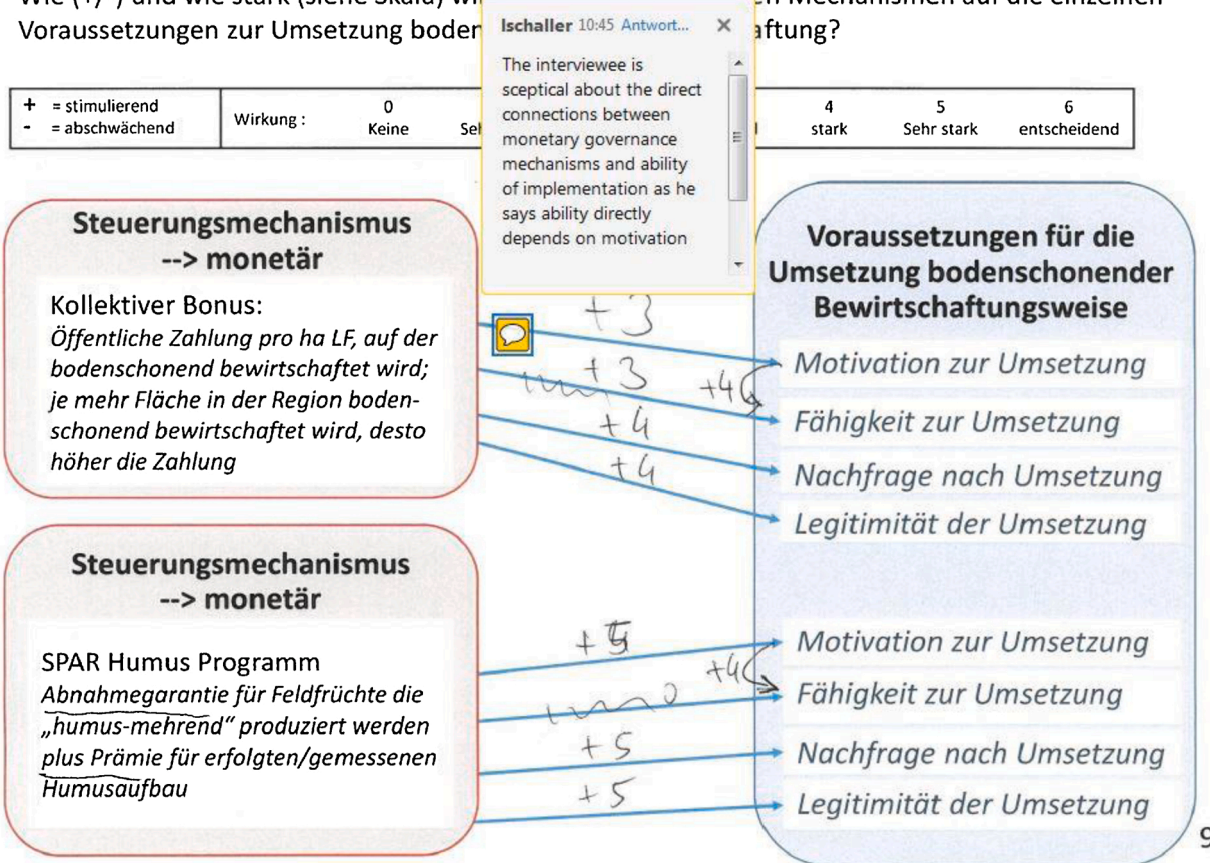 Voraussetzungen zur Umsetzung boden
aftung?
lschaller 10:45 Antwort...
The interviewee is
sceptical about the direct
connections between
monetary governance
mechanisms and ability
of implementation as he
says ability directly
depends on motivation
+ = stimulierend
- = abschwächend
Wirkung : 0 4 5 6
Keine stark Sehr stark entscheidend
Steuerungsmechanismus
--> monetär
Kollektiver Bonus:
Öffentliche Zahlung pro ha LF, auf der
bodenschonend bewirtschaftet wird;
je mehr Fläche in der Region boden-
schonend bewirtschaftet wird, desto
höher die Zahlung
+3
+3
+4
+4
+4
Voraussetzungen für die
Umsetzung bodenschonender
Bewirtschaftungsweise
Motivation zur Umsetzung
Fähigkeit zur Umsetzung
Nachfrage nach Umsetzung
Legitimität der Umsetzung
Steuerungsmechanismus
--> monetär
SPAR Humus Programm
Abnahmegarantie für Feldfrüchte die
„humus-mehrend“ produziert werden
plus Prämie für erfolgten/gemessenen
Humusaufbau
+4
+5
+5
Motivation zur Umsetzung
Fähigkeit zur Umsetzung
Nachfrage nach Umsetzung
Legitimität der Umsetzung